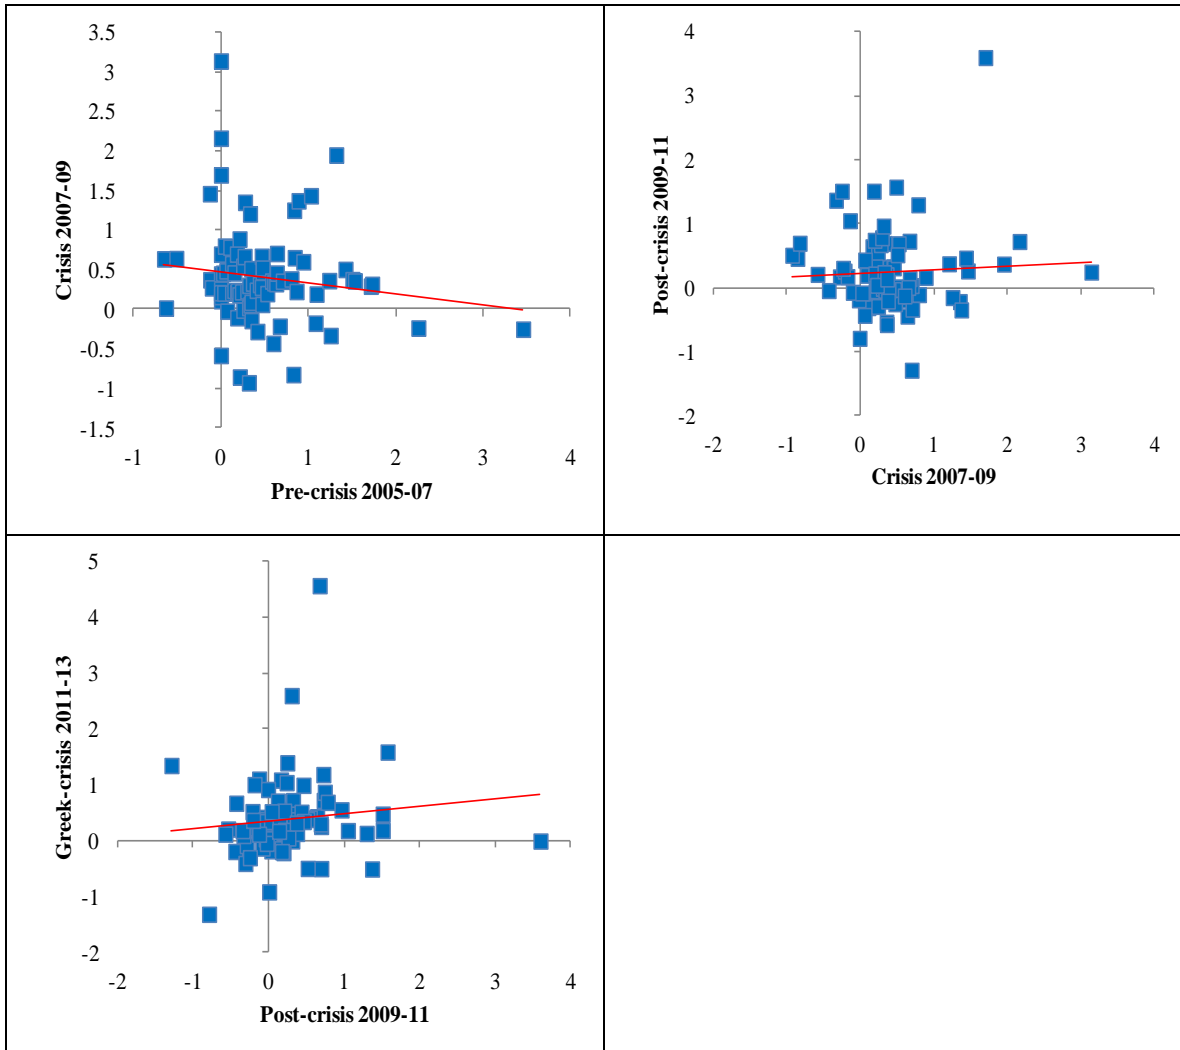 3.5
3
2.5
2
1.5
1
0.5
0
-0.5
-1
-1.5
-1 0 1 2 3 4
Crisis 2007-09
Pre-crisis 2005-07
4
3
2
1
0
-1
-2
-2 -1 0 1 2 3 4
Post-crisis 2009-11
Crisis 2007-09
5
4
3
2
1
0
-1
-2
-2 -1 0 1 2 3 4
Greek-crisis 2011-13
Post-crisis 2009-11